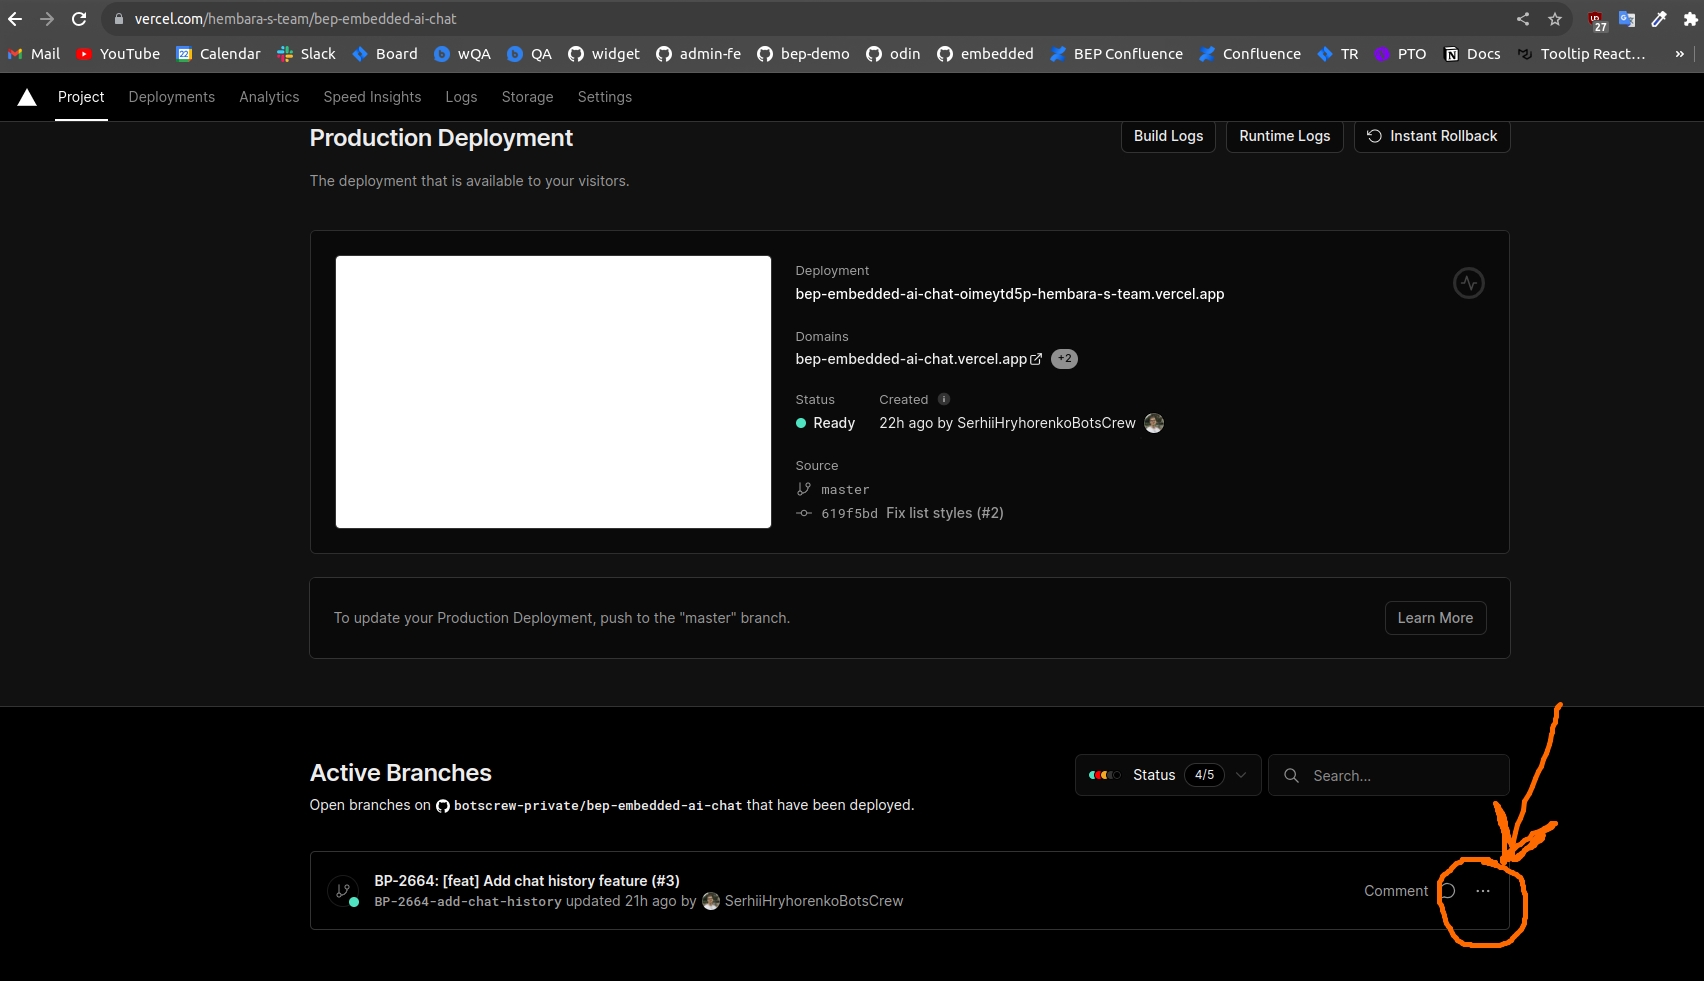 vercel.com/hembara-s-team/bep-embedded-ai-chat
27
Mail YouTube 22 Calendar Slack Board wQA QA widget admin-fe bep-demo odin embedded BEP Confluence Confluence TR PTO Docs Tooltip React... »
Project Deployments Analytics Speed Insights Logs Storage Settings
Production Deployment Build Logs Runtime Logs Instant Rollback
The deployment that is available to your visitors.
Deployment
bep-embedded-ai-chat-oimeytd5p-hembara-s-team.vercel.app
Domains
bep-embedded-ai-chat.vercel.app +2
Status Created
Ready 22h ago by SerhiiHryhorenkoBotsCrew
Source
master
619f5bd Fix list styles (#2)
To update your Production Deployment, push to the "master" branch. Learn More
Active Branches Status 4/5 Search...
Open branches on botscrew-private/bep-embedded-ai-chat that have been deployed.
BP-2664: [feat] Add chat history feature (#3)
BP-2664-add-chat-history updated 21h ago by SerhiiHryhorenkoBotsCrew
Comment ...